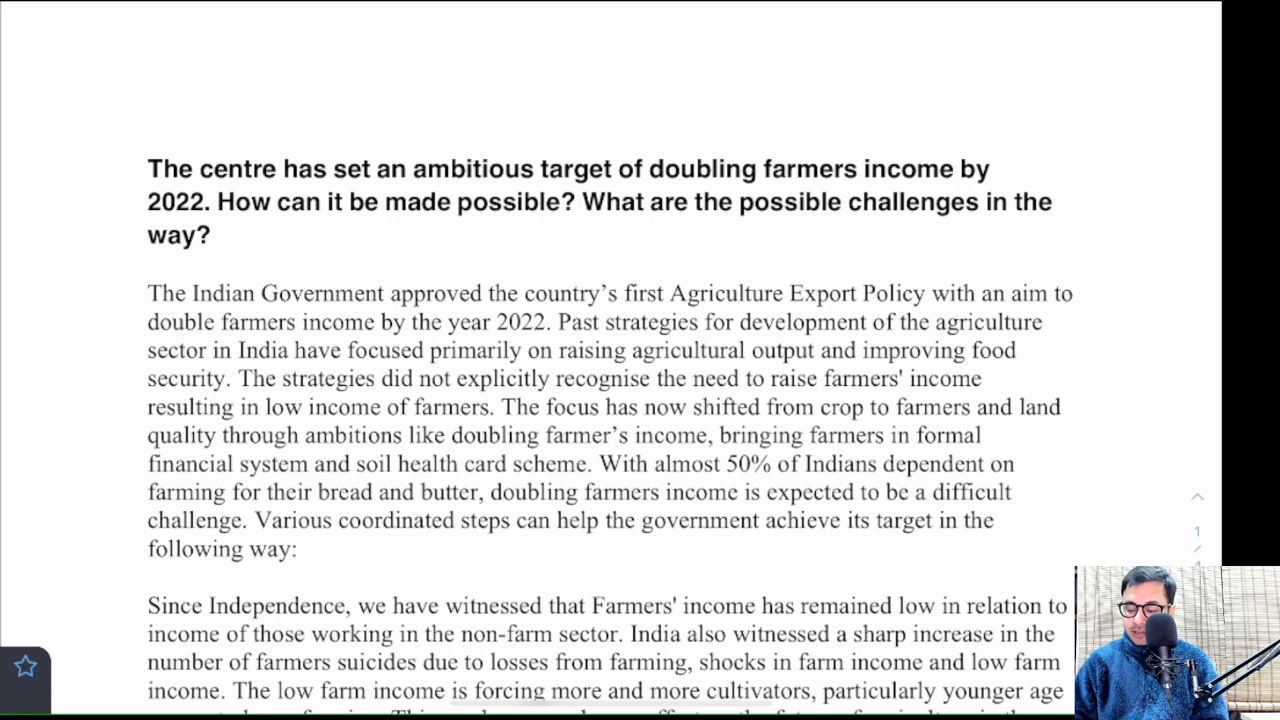 The centre has set an ambitious target of doubling farmers income by
2022. How can it be made possible? What are the possible challenges in the
way?
The Indian Government approved the country’s first Agriculture Export Policy with an aim to
double farmers income by the year 2022. Past strategies for development of the agriculture
sector in India have focused primarily on raising agricultural output and improving food
security. The strategies did not explicitly recognise the need to raise farmers' income
resulting in low income of farmers. The focus has now shifted from crop to farmers and land
quality through ambitions like doubling farmer’s income, bringing farmers in formal
financial system and soil health card scheme. With almost 50% of Indians dependent on
farming for their bread and butter, doubling farmers income is expected to be a difficult
challenge. Various coordinated steps can help the government achieve its target in the
following way:
Since Independence, we have witnessed that Farmers' income has remained low in relation to
income of those working in the non-farm sector. India also witnessed a sharp increase in the
number of farmers suicides due to losses from farming, shocks in farm income and low farm
income. The low farm income is forcing more and more cultivators, particularly younger age
1
/